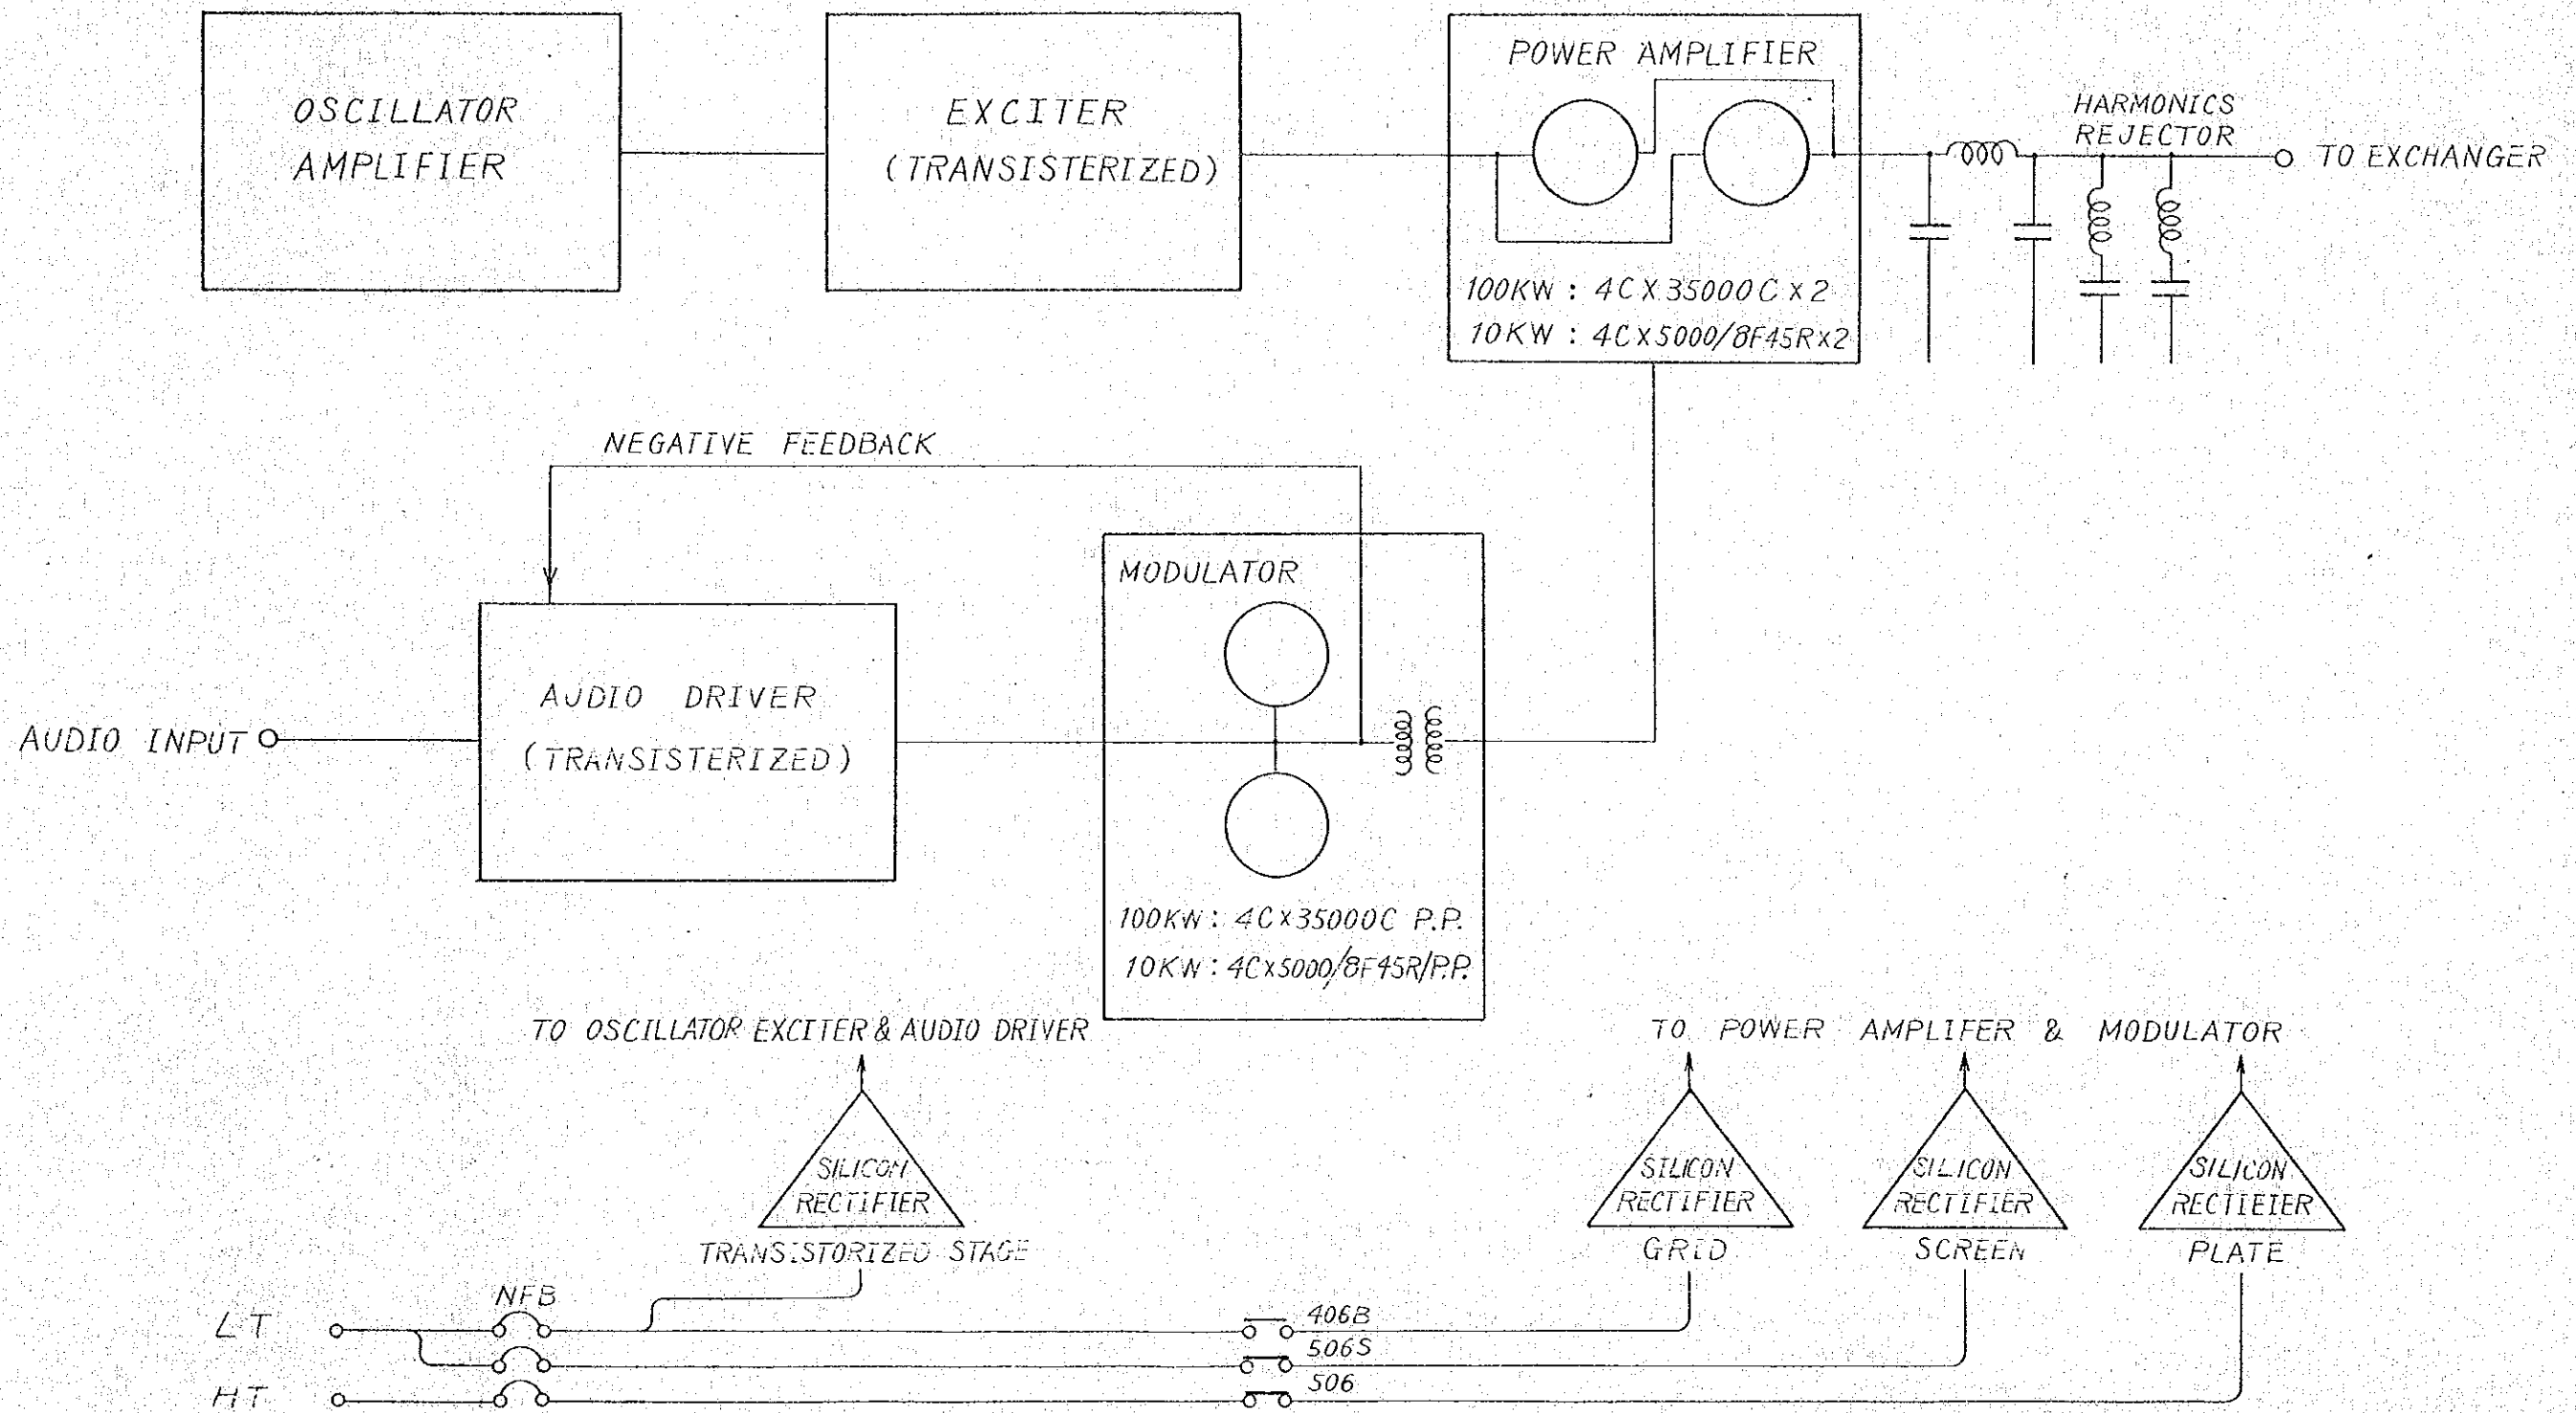 OSCILLATOR
AMPLIFIER
EXCITER
(TRANSISTERIZED)
POWER AMPLIFIER
100KW : 4CX35000C X 2
10KW : 4CX5000/8F45RX2
HARMONICS
REJECTOR
TO EXCHANGER
NEGATIVE FEEDBACK
AUDIO INPUT
AUDIO DRIVER
(TRANSISTERIZED)
MODULATOR
100KW : 4CX35000C P.P.
10KW : 4CX5000/8F45R/P.P.
TO OSCILLATOR EXCITER & AUDIO DRIVER
TO POWER AMPLIFER & MODULATOR
SILICON
RECTIFIER
TRANSISTORIZED STAGE
SILICON
RECTIFIER
GRID
SILICON
RECTIFIER
SCREEN
SILICON
RECTIEIER
PLATE
NFB
LT
406B
506S
HT
506